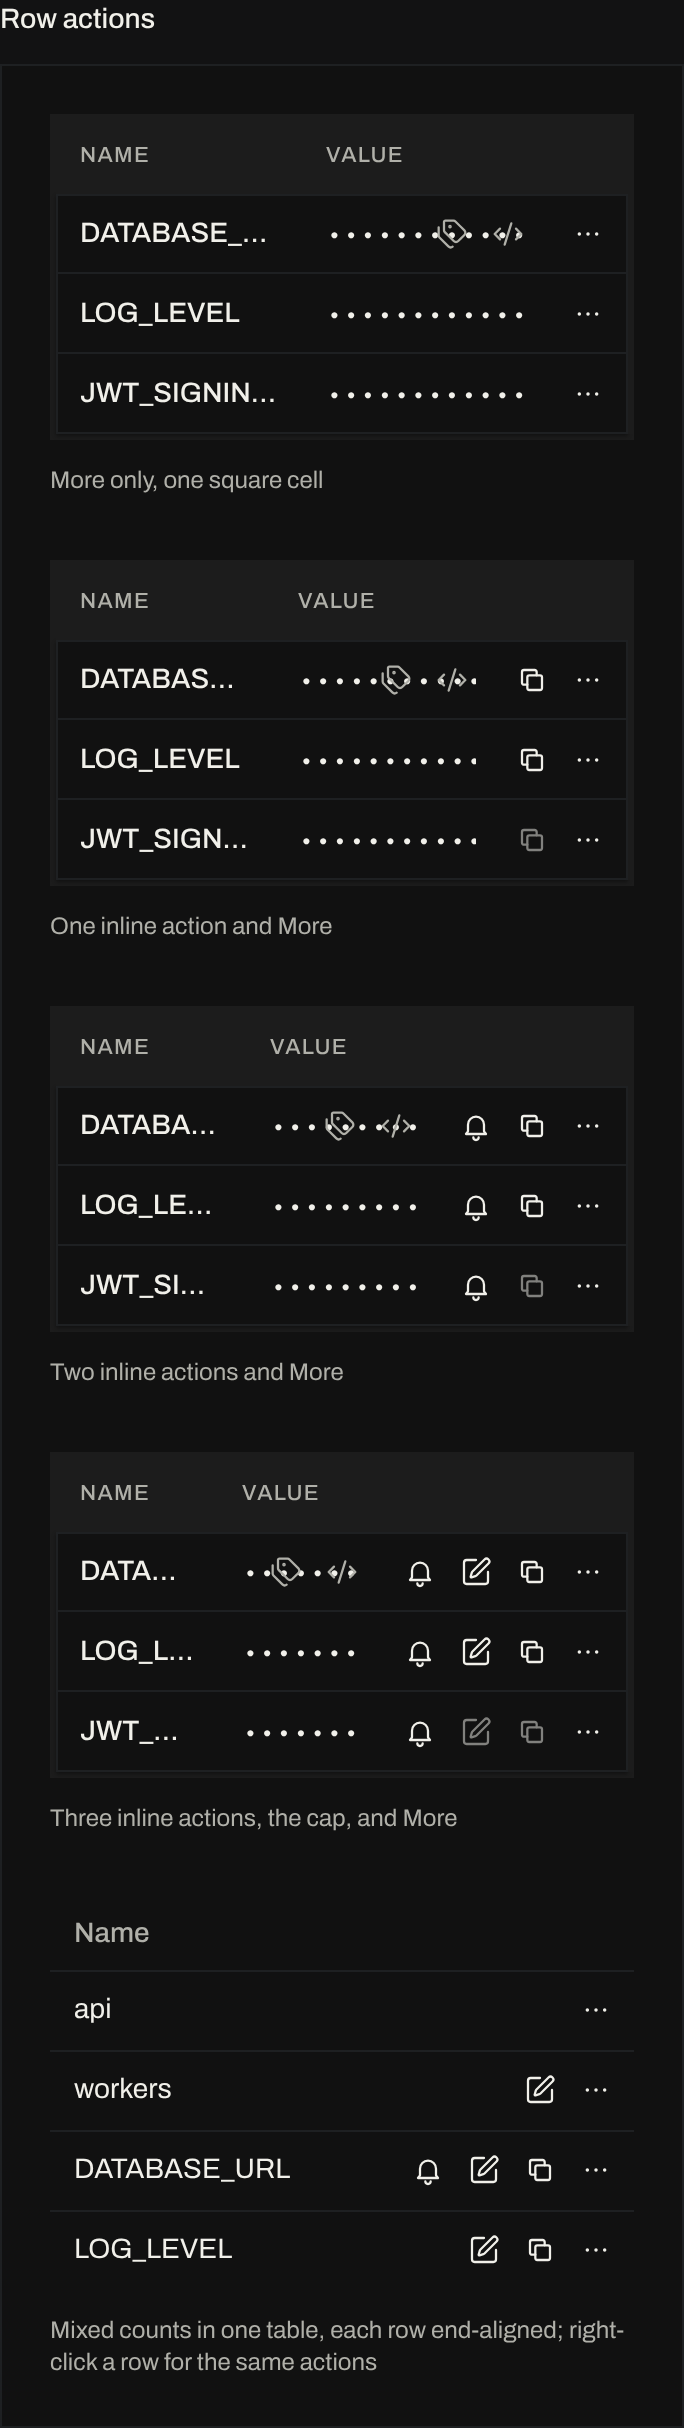 Row actions
NAME VALUE
DATABASE_... ............ ...
LOG_LEVEL ............ ...
JWT_SIGNIN... ............ ...
More only, one square cell
NAME VALUE
DATABAS... ........... ...
LOG_LEVEL ........... ...
JWT_SIGN... ........... ...
One inline action and More
NAME VALUE
DATABA... ......... ...
LOG_LE... ......... ...
JWT_SI... ......... ...
Two inline actions and More
NAME VALUE
DATA... ....... ...
LOG_L... ....... ...
JWT_... ....... ...
Three inline actions, the cap, and More
Name
api ...
workers ...
DATABASE_URL ...
LOG_LEVEL ...
Mixed counts in one table, each row end-aligned; right-
click a row for the same actions